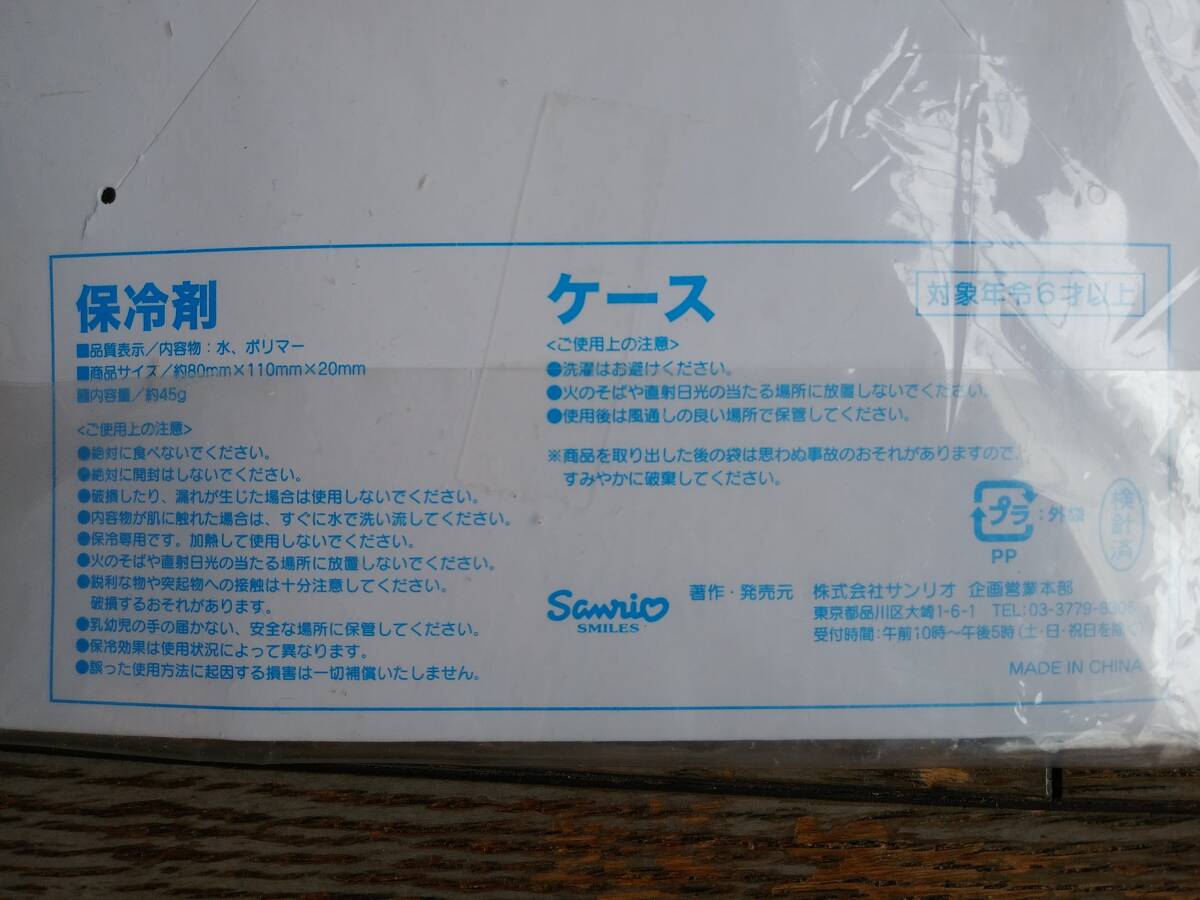 保冷剤
■品質表示/内容物：水、ポリマー
■商品サイズ/約80mm×110mm×20mm
■内容量/約45g
<ご使用上の注意>
●絶対に食べないでください。
●絶対に開封はしないでください。
●破損したり、漏れが生じた場合は使用しないでください。
●内容物が肌に触れた場合は、すぐに水で洗い流してください。
●保冷専用です。加熱して使用しないでください。
●火のそばや直射日光の当たる場所に放置しないでください。
●鋭利な物や突起物への接触は十分注意してください。
破損するおそれがあります。
●乳幼児の手の届かない、安全な場所に保管してください。
●保冷効果は使用状況によって異なります。
●誤った使用方法に起因する損害は一切補償いたしません。
ケース
対象年令6才以上
<ご使用上の注意>
●洗濯はお避けください。
●火のそばや直射日光の当たる場所に放置しないでください。
●使用後は風通しの良い場所で保管してください。
※商品を取り出した後の袋は思わぬ事故のおそれがありますので、
すみやかに破棄してください。
プラ：外袋
PP
検針済
Sanrio
SMILES
著作・発売元 株式会社サンリオ 企画営業本部
東京都品川区大崎1-6-1 TEL：03-3779-8305
受付時間：午前10時〜午後5時(土・日・祝日を除く)
MADE IN CHINA